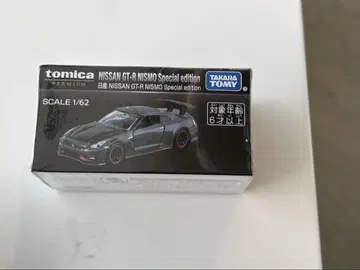 tomica
PREMIUM
NISSAN GT-R NISMO Special edition
日産 NISSAN GT-R NISMO Special edition
TAKARA TOMY
SCALE 1/62
対象年齢
6才以上